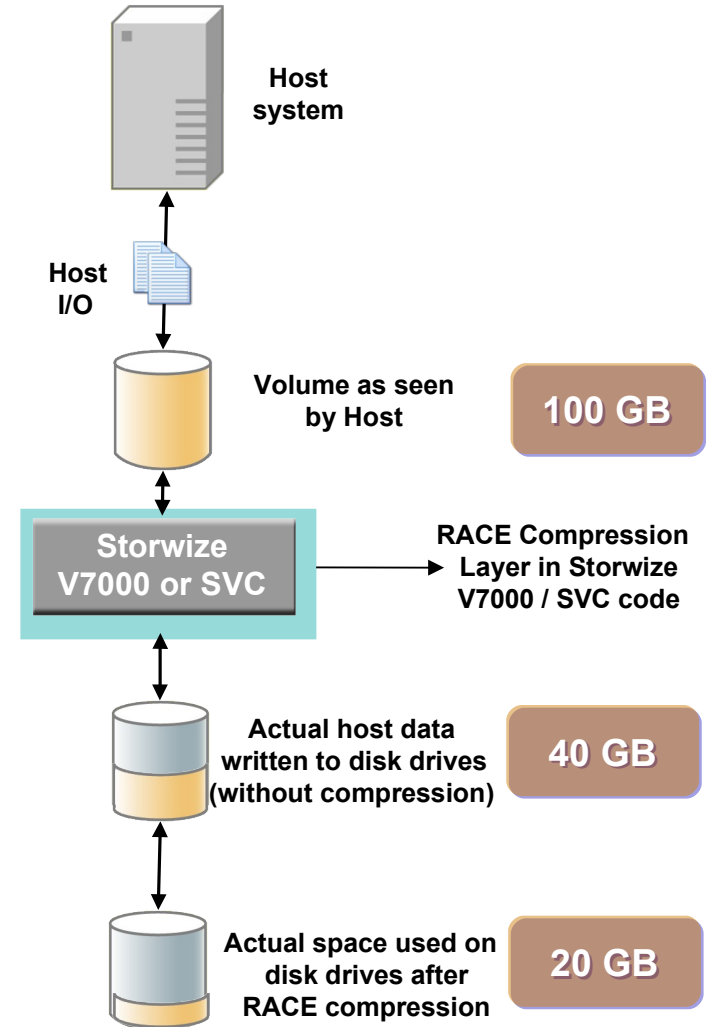 Host
system
Host
I/O
Volume as seen
by Host
100 GB
Storwize
V7000 or SVC
RACE Compression
Layer in Storwize
V7000 / SVC code
Actual host data
written to disk drives
(without compression)
40 GB
Actual space used on
disk drives after
RACE compression
20 GB